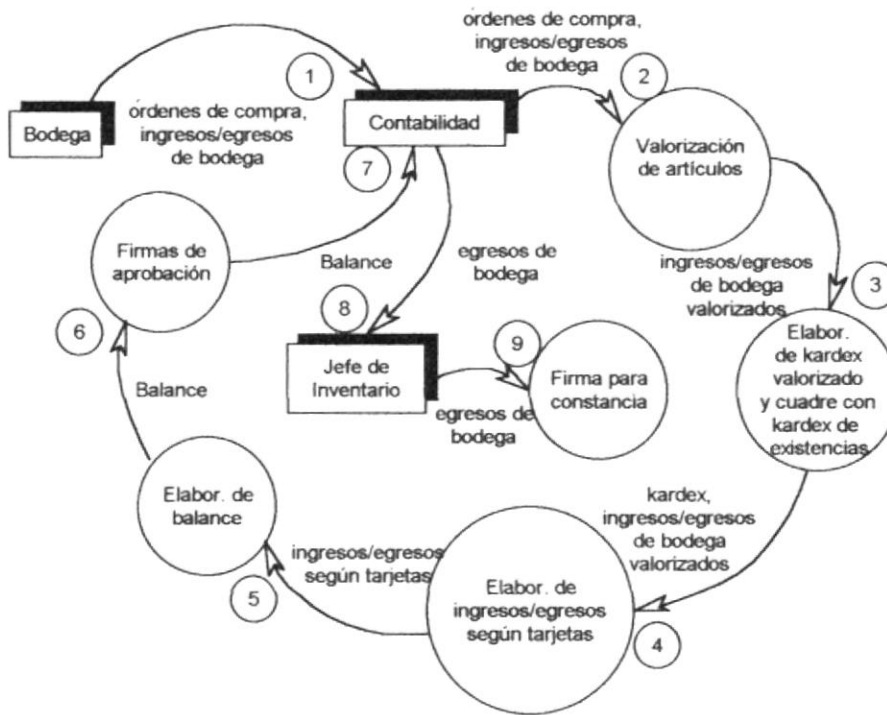 órdenes de compra,
ingresos/egresos
de bodega
1
2
Bodega
órdenes de compra,
ingresos/egresos
de bodega
Contabilidad
7
Valorización
de artículos
Firmas de
aprobación
Balance
egresos de
bodega
ingresos/egresos
de bodega
valorizados
3
6
8
9
Jefe de
Inventario
Firma para
constancia
Elabor.
de kardex
valorizado
y cuadre con
kardex de
existencias
Balance
egresos de
bodega
Elabor. de
balance
kardex,
ingresos/egresos
de bodega
valorizados
ingresos/egresos
según tarjetas
5
Elabor. de
ingresos/egresos
según tarjetas
4